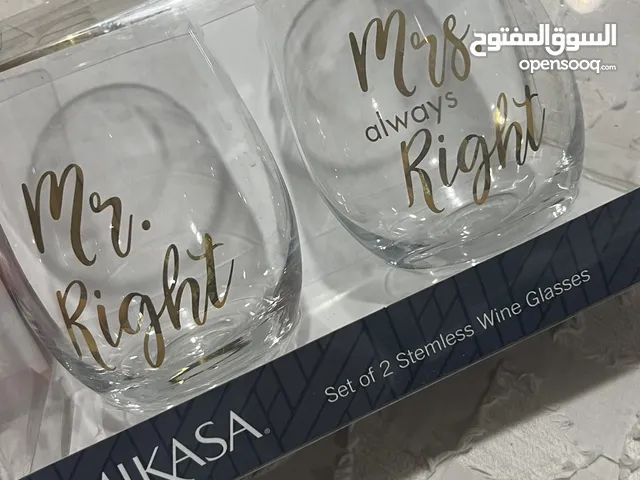 السوق المفتوح
opensooq.com
Mr.
Right
Mrs
always
Right
Set of 2 Stemless Wine Glasses
MIKASA®